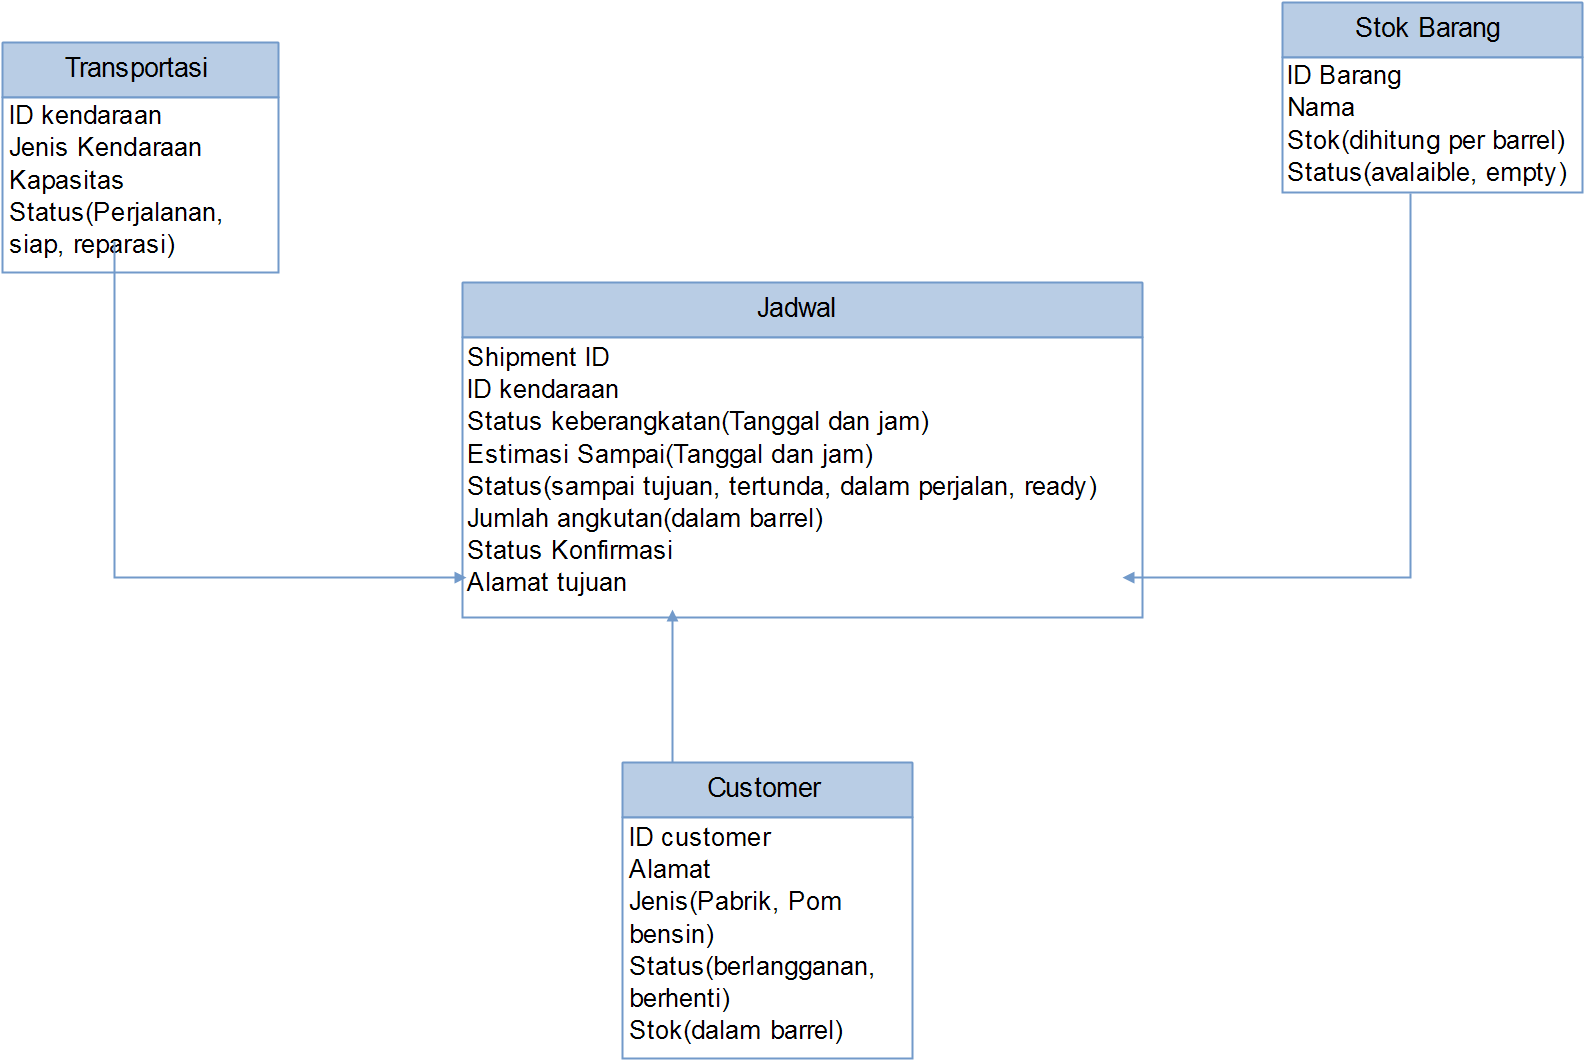 Transportasi
ID kendaraan
Jenis Kendaraan
Kapasitas
Status(Perjalanan,
siap, reparasi)
Stok Barang
ID Barang
Nama
Stok(dihitung per barrel)
Status(avalaible, empty)
Jadwal
Shipment ID
ID kendaraan
Status keberangkatan(Tanggal dan jam)
Estimasi Sampai(Tanggal dan jam)
Status(sampai tujuan, tertunda, dalam perjalan, ready)
Jumlah angkutan(dalam barrel)
Status Konfirmasi
Alamat tujuan
Customer
ID customer
Alamat
Jenis(Pabrik, Pom
bensin)
Status(berlangganan,
berhenti)
Stok(dalam barrel)